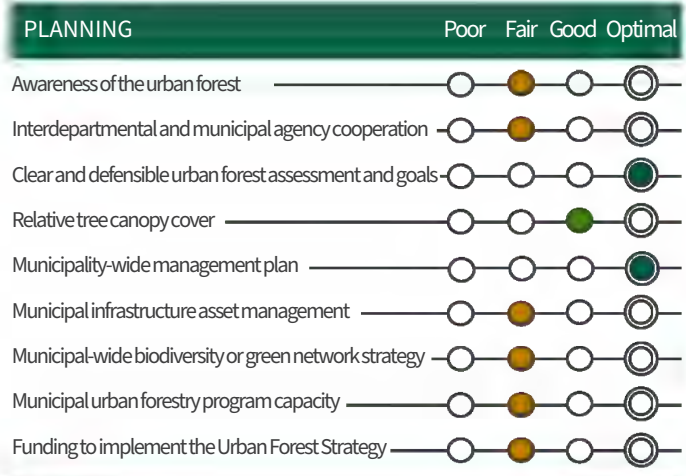 PLANNING Poor Fair Good Optimal
Awareness of the urban forest
Interdepartmental and municipal agency cooperation
Clear and defensible urban forest assessment and goals
Relative tree canopy cover
Municipality-wide management plan
Municipal infrastructure asset management
Municipal-wide biodiversity or green network strategy
Municipal urban forestry program capacity
Funding to implement the Urban Forest Strategy